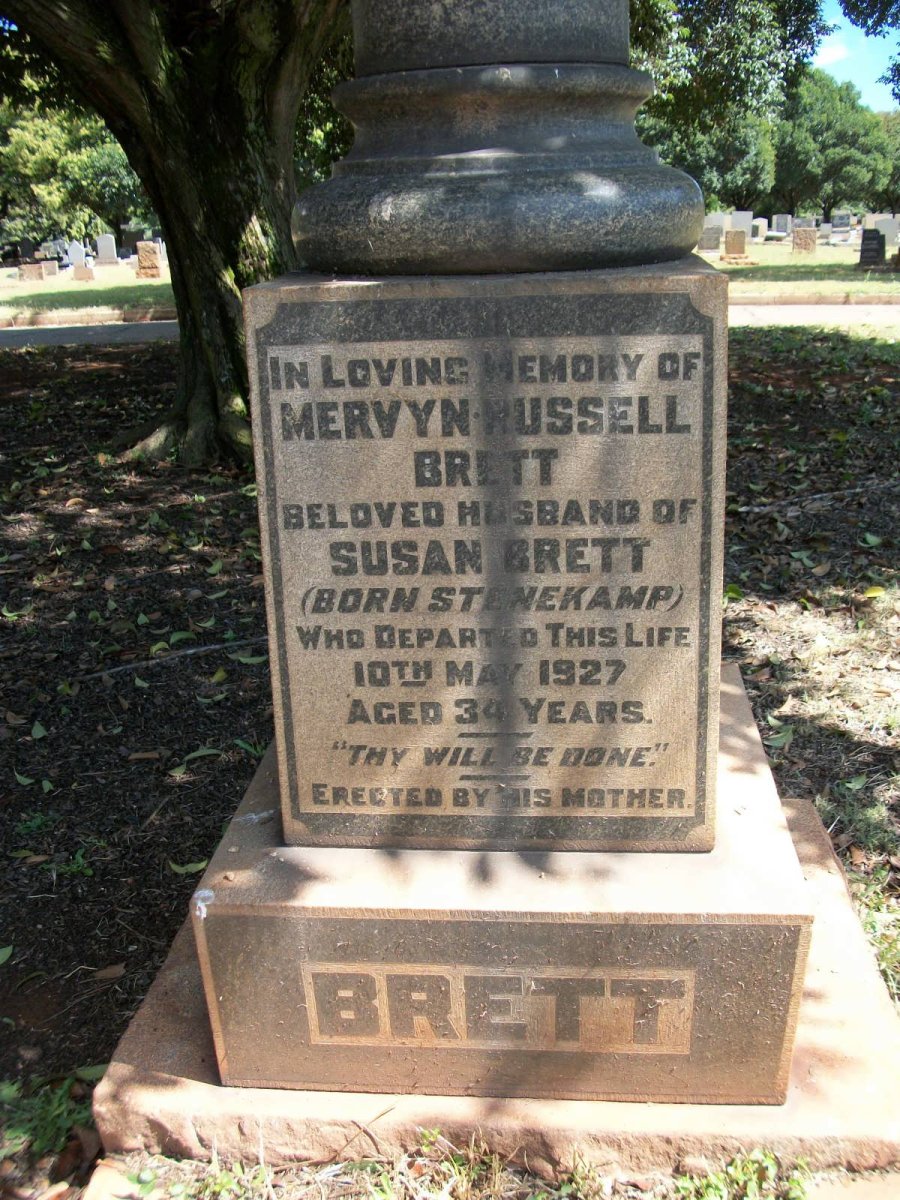 IN LOVING MEMORY OF
MERVYN RUSSELL
BRETT
BELOVED HUSBAND OF
SUSAN BRETT
(BORN STENEKAMP)
WHO DEPARTED THIS LIFE
10TH MAY 1927
AGED 34 YEARS.
"THY WILL BE DONE."
ERECTED BY HIS MOTHER.
BRETT